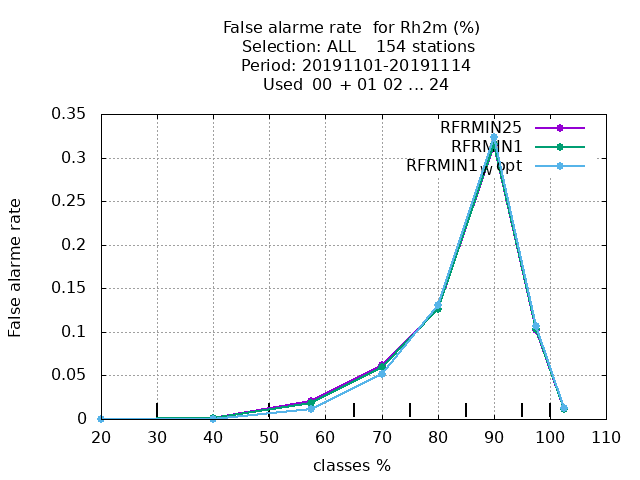 False alarme rate  for Rh2m (%)
Selection: ALL    154 stations
Period: 20191101-20191114
Used  00  + 01 02 ... 24
RFRMIN25
RFRMIN1
RFRMIN1_w_opt
0.35
0.3
0.25
0.2
0.15
0.1
0.05
0
False alarme rate
20 30 40 50 60 70 80 90 100 110
classes %